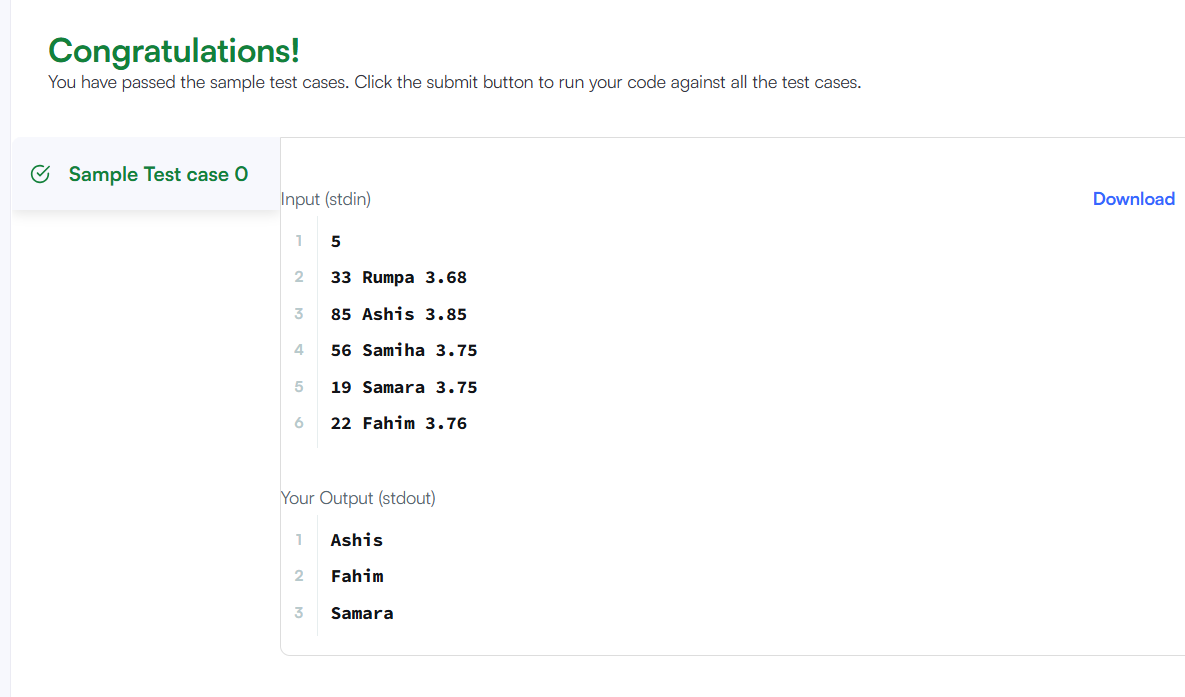 Congratulations!
You have passed the sample test cases. Click the submit button to run your code against all the test cases.
Sample Test case 0
Input (stdin)
Download
1 5
2 33 Rumpa 3.68
3 85 Ashis 3.85
4 56 Samiha 3.75
5 19 Samara 3.75
6 22 Fahim 3.76
Your Output (stdout)
1 Ashis
2 Fahim
3 Samara